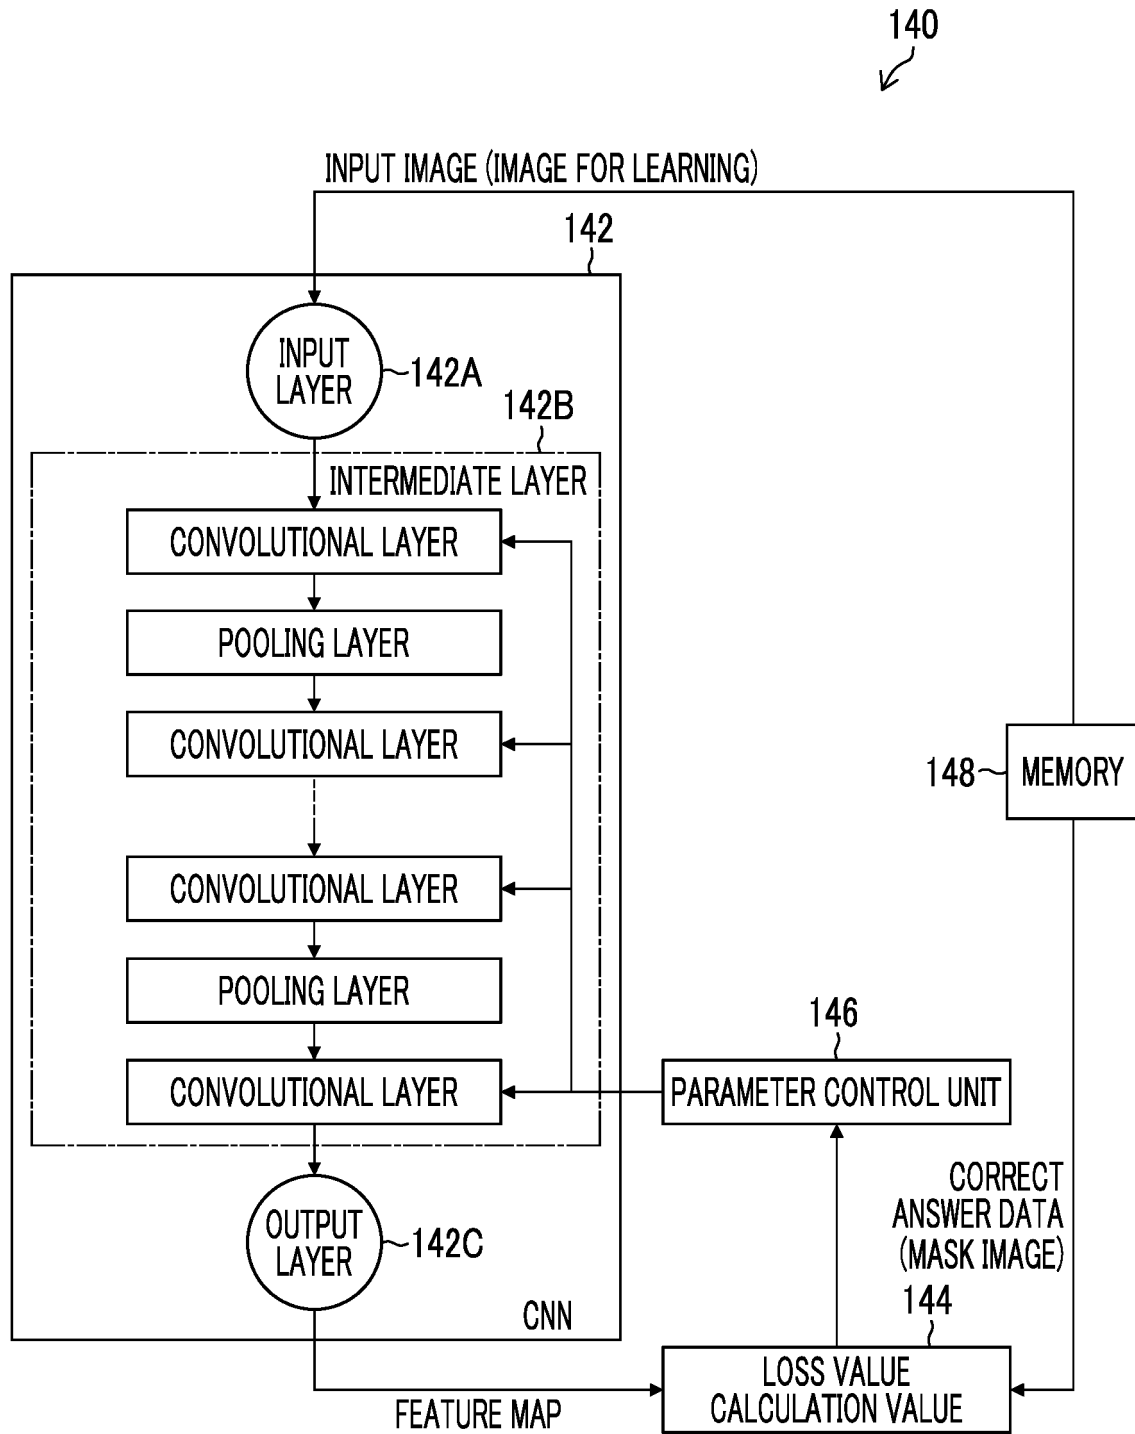 140
INPUT IMAGE (IMAGE FOR LEARNING)
142
INPUT
LAYER
142A
142B
INTERMEDIATE LAYER
CONVOLUTIONAL LAYER
POOLING LAYER
CONVOLUTIONAL LAYER
148
MEMORY
CONVOLUTIONAL LAYER
POOLING LAYER
146
CONVOLUTIONAL LAYER
PARAMETER CONTROL UNIT
CORRECT
ANSWER DATA
(MASK IMAGE)
OUTPUT
LAYER
142C
CNN
144
LOSS VALUE
CALCULATION VALUE
FEATURE MAP